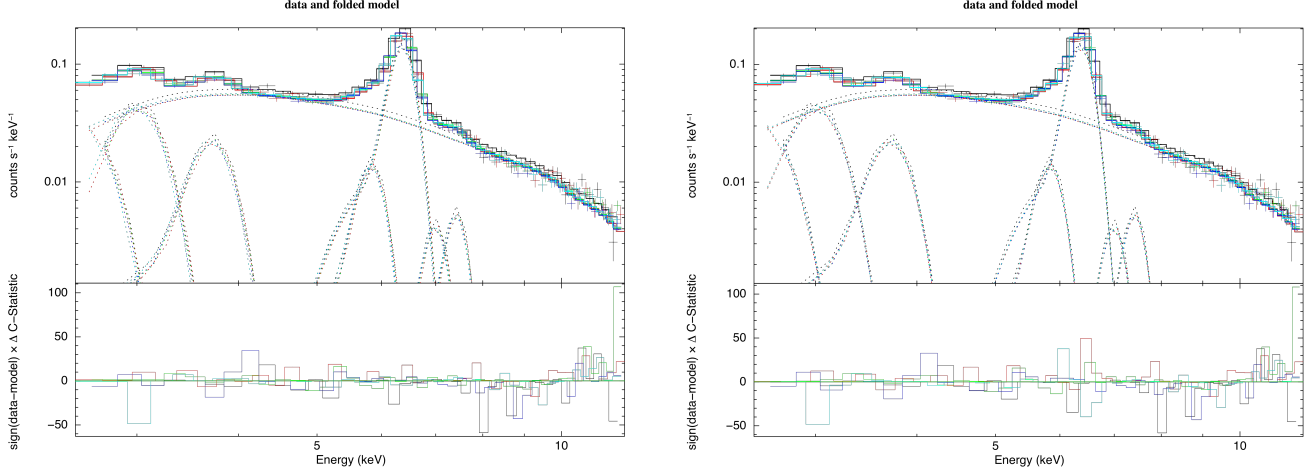 data and folded model
counts s⁻¹ keV⁻¹
0.1
0.01
sign(data−model) × Δ C−Statistic
100
50
0
−50
5
10
Energy (keV)
data and folded model
counts s⁻¹ keV⁻¹
0.1
0.01
sign(data−model) × Δ C−Statistic
100
50
0
−50
5
10
Energy (keV)